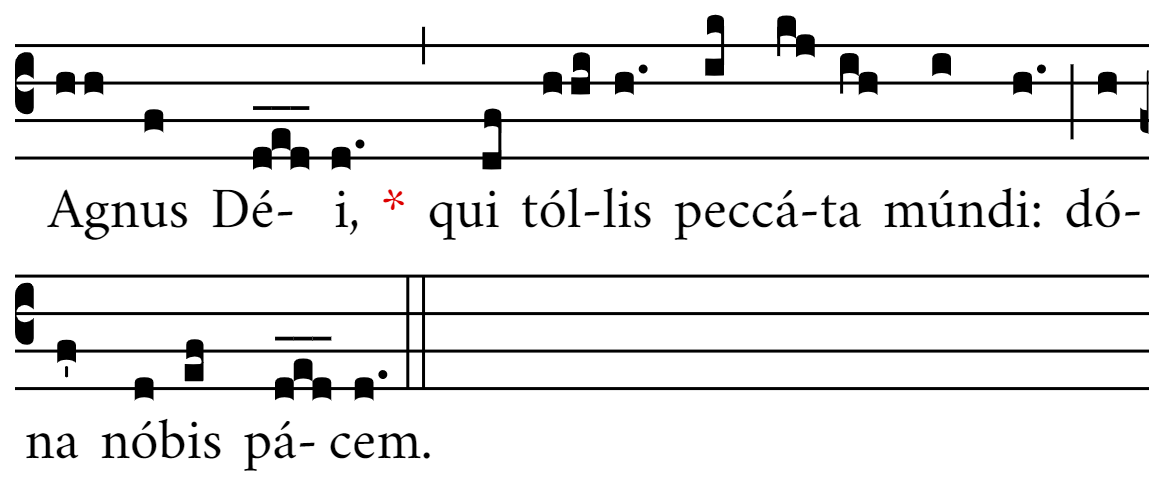 Agnus Dé- i, * qui tól-lis peccá-ta múndi: dó-
na nóbis pá- cem.